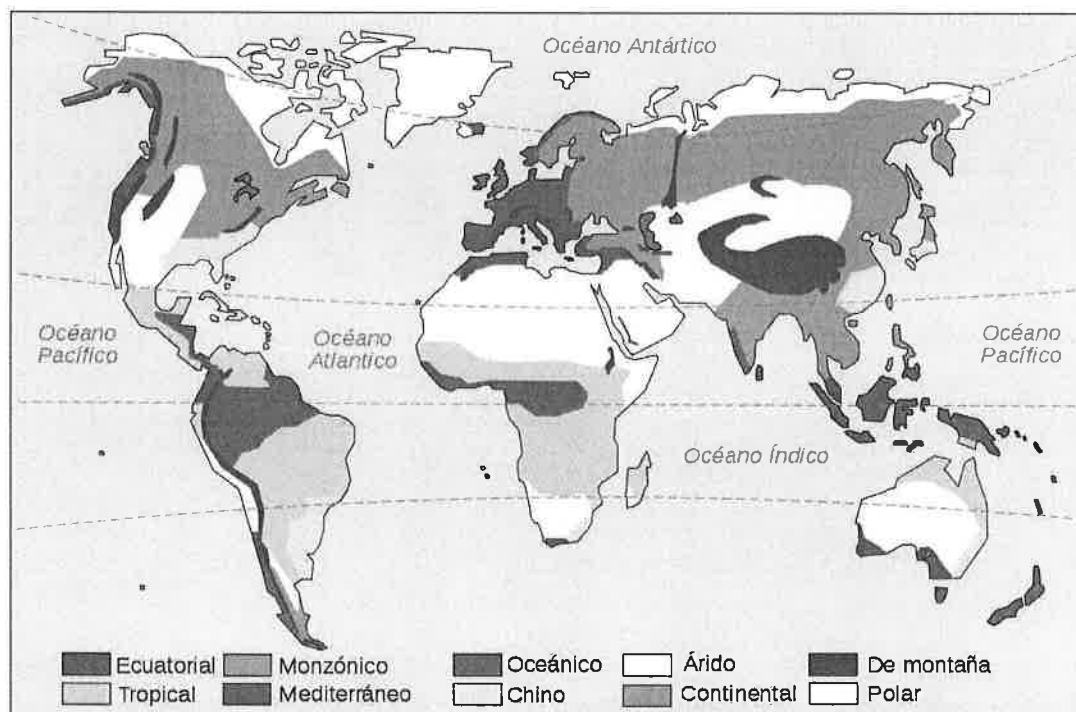 Océano Antártico
Océano
Pacífico
Océano
Atlantico
Océano
Pacífico
Océano Índico
Ecuatorial Monzónico Oceánico Árido De montaña
Tropical Mediterráneo Chino Continental Polar